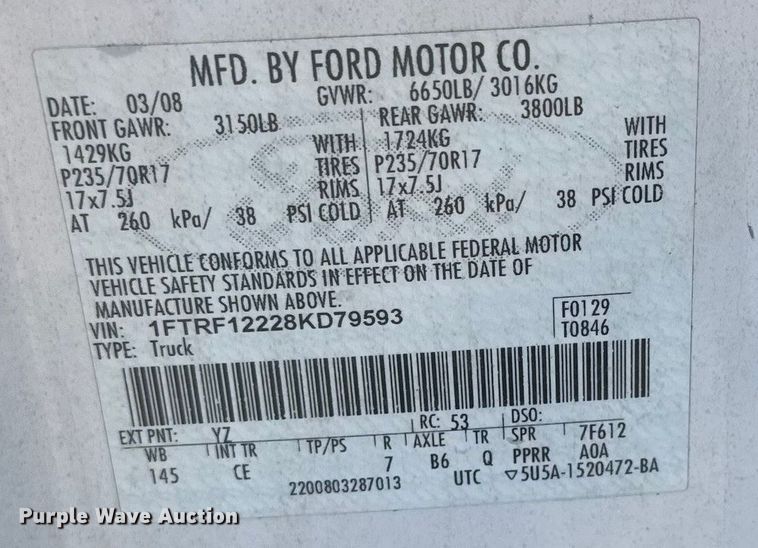 MFD. BY FORD MOTOR CO.
DATE: 03/08 GVWR: 6650LB/ 3016KG
FRONT GAWR: 3150LB REAR GAWR: 3800LB
1429KG WITH 1724KG WITH
P235/70R17 TIRES P235/70R17 TIRES
17x7.5J RIMS 17x7.5J RIMS
AT 260 kPa/ 38 PSI COLD AT 260 kPa/ 38 PSI COLD
THIS VEHICLE CONFORMS TO ALL APPLICABLE FEDERAL MOTOR
VEHICLE SAFETY STANDARDS IN EFFECT ON THE DATE OF
MANUFACTURE SHOWN ABOVE.
VIN: 1FTRF12228KD79593 F0129
TYPE: Truck T0846
EXT PNT: YZ RC: 53 DSO:
WB INT TR TP/PS R AXLE TR SPR 7F612
145 CE 7 B6 Q PPRR A0A
2200803287013 UTC ▽5U5A-1520472-BA
Purple Wave Auction